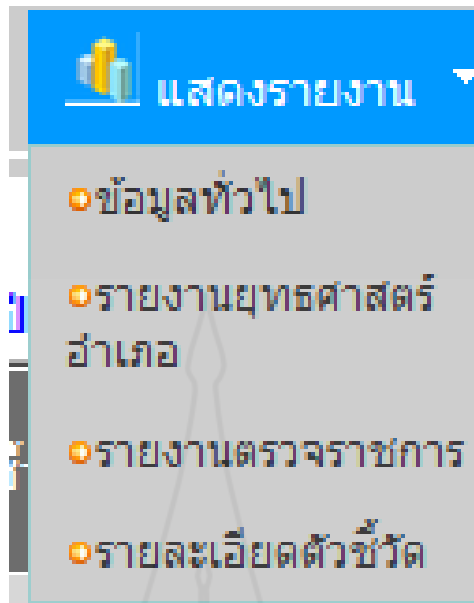 แสดงรายงาน
ข้อมูลทั่วไป
รายงานยุทธศาสตร์
อำเภอ
รายงานตรวจราชการ
รายละเอียดตัวชี้วัด